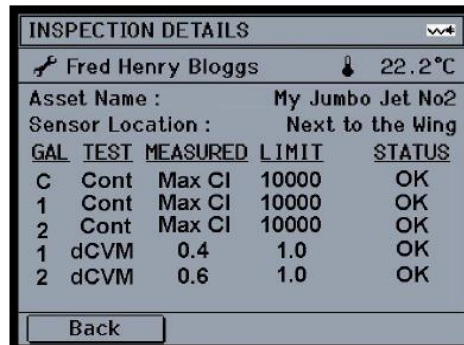 INSPECTION DETAILS
Fred Henry Bloggs 22.2°C
Asset Name : My Jumbo Jet No2
Sensor Location : Next to the Wing
GAL TEST MEASURED LIMIT STATUS
C Cont Max CI 10000 OK
1 Cont Max CI 10000 OK
2 Cont Max CI 10000 OK
1 dCVM 0.4 1.0 OK
2 dCVM 0.6 1.0 OK
Back